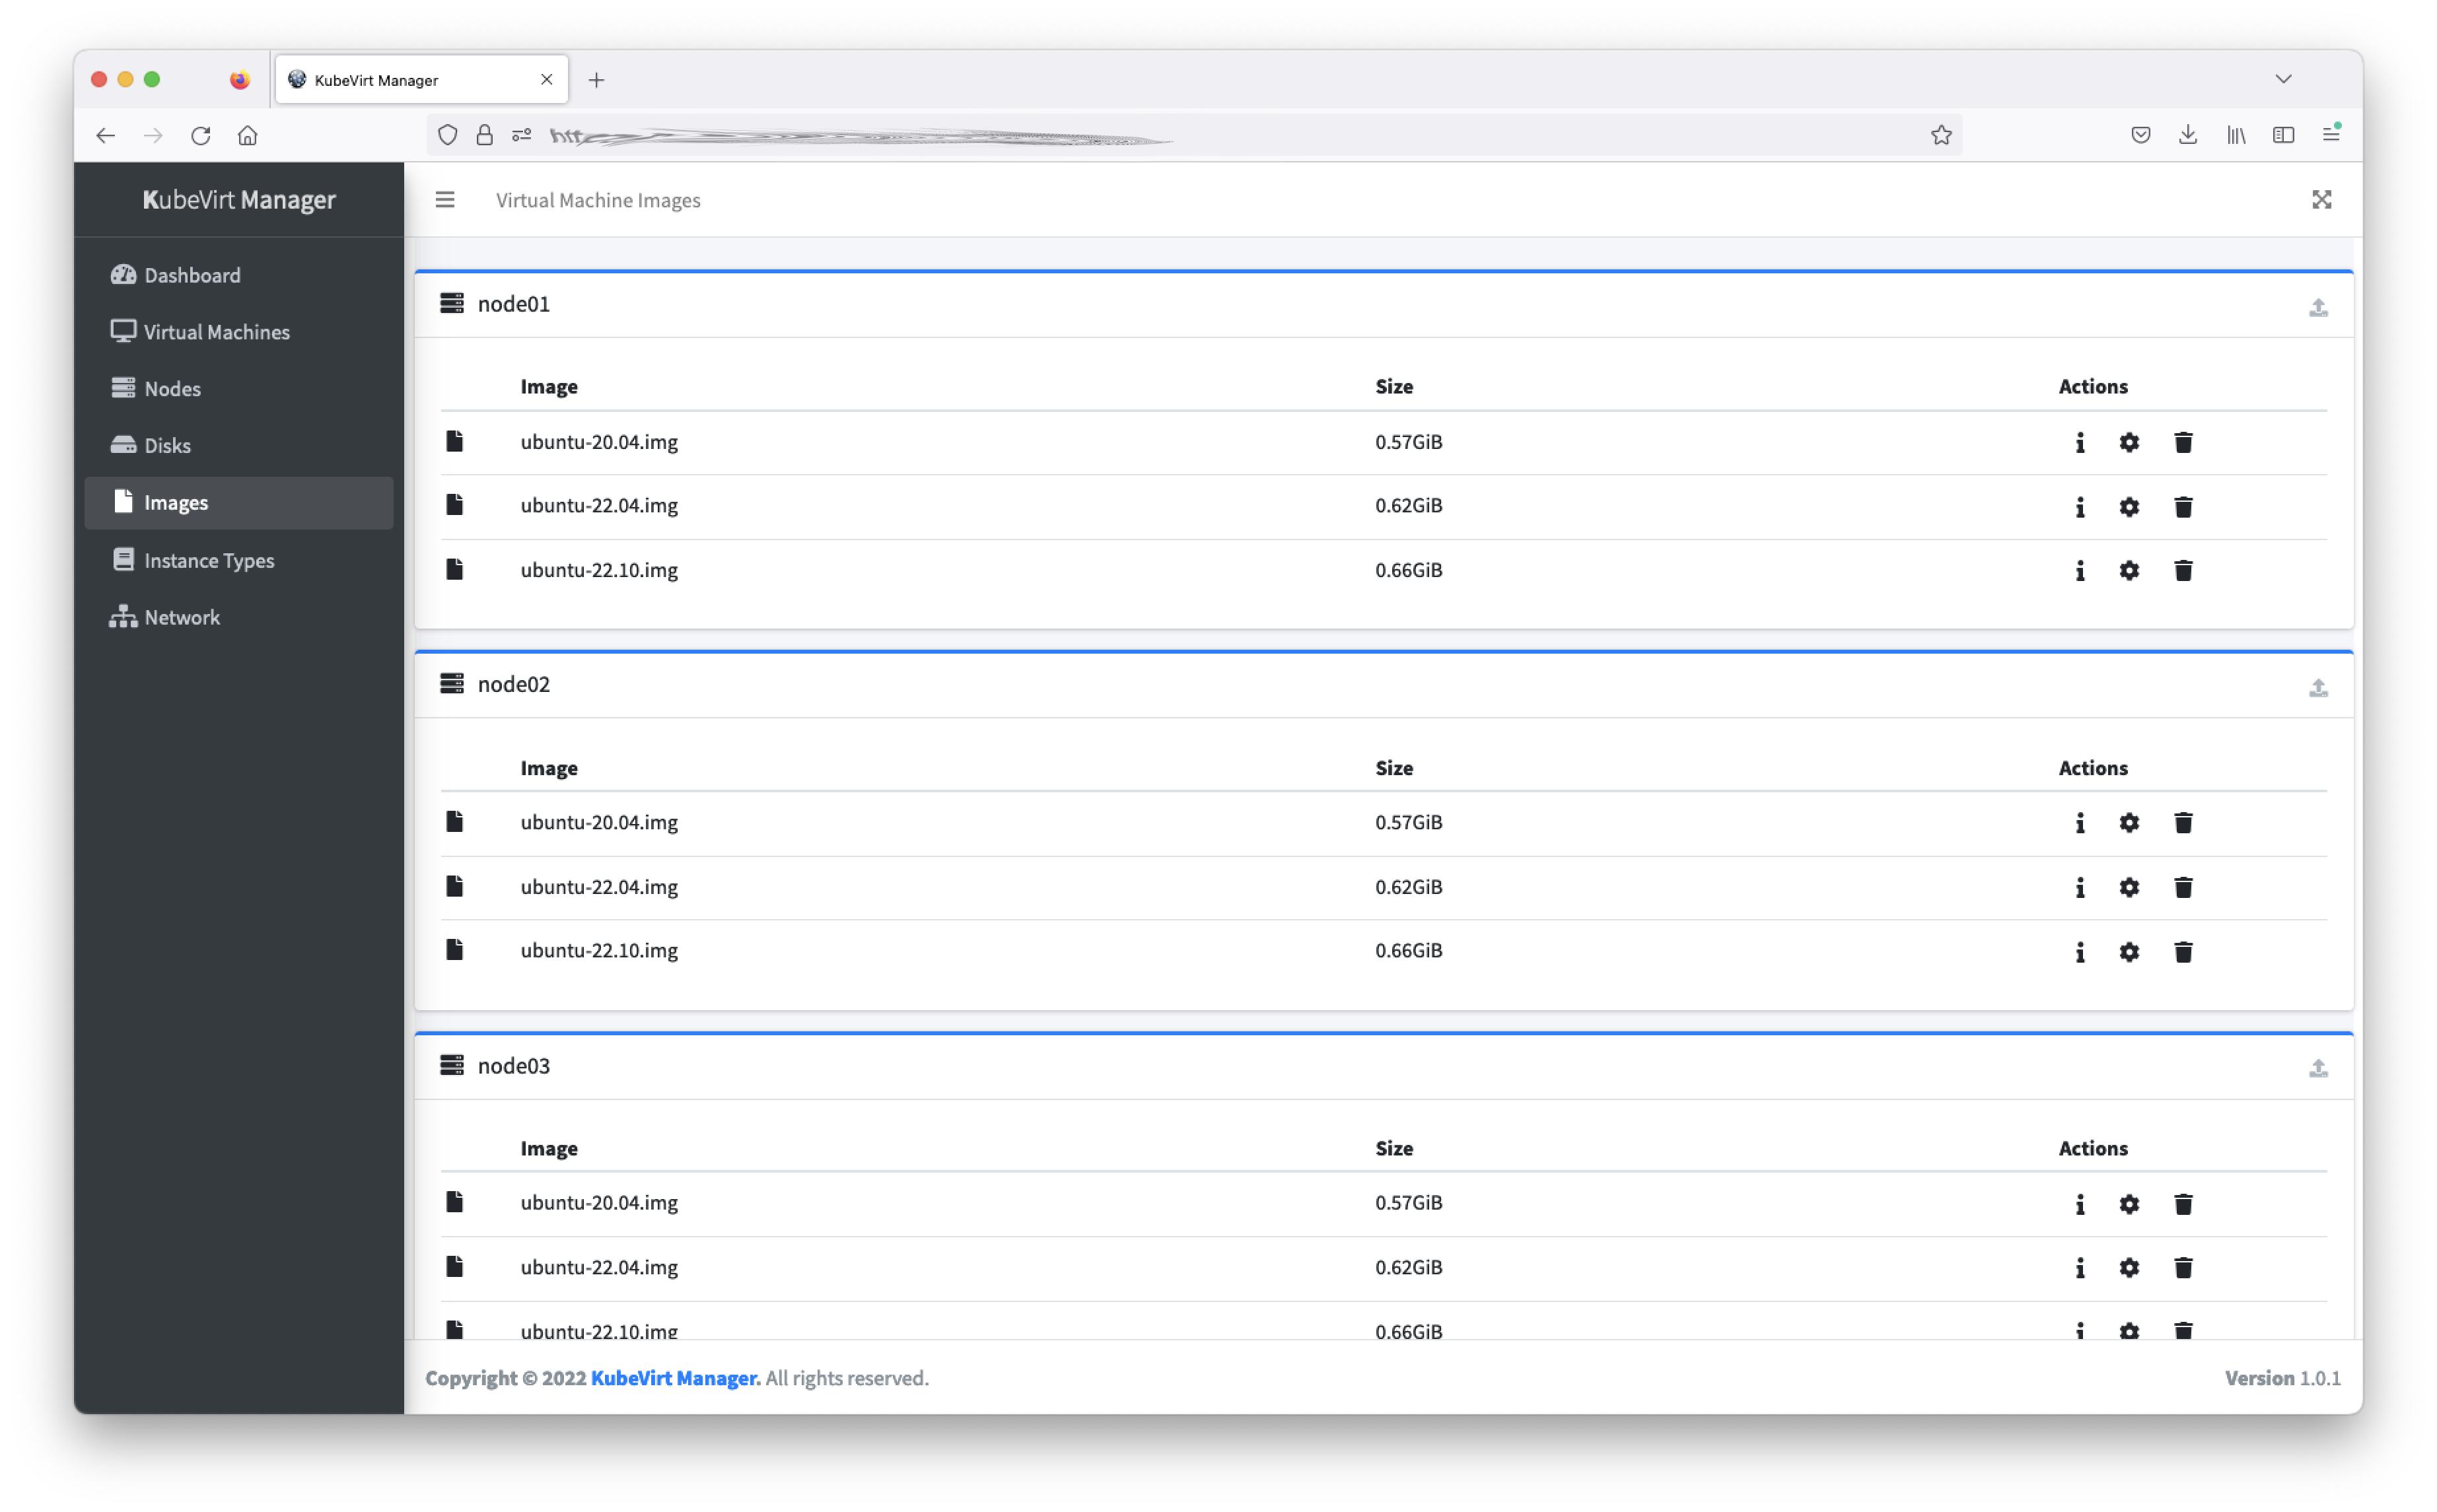 KubeVirt Manager
KubeVirt Manager
Virtual Machine Images
Dashboard
Virtual Machines
Nodes
Disks
Images
Instance Types
Network
node01
Image Size Actions
ubuntu-20.04.img 0.57GiB
ubuntu-22.04.img 0.62GiB
ubuntu-22.10.img 0.66GiB
node02
Image Size Actions
ubuntu-20.04.img 0.57GiB
ubuntu-22.04.img 0.62GiB
ubuntu-22.10.img 0.66GiB
node03
Image Size Actions
ubuntu-20.04.img 0.57GiB
ubuntu-22.04.img 0.62GiB
ubuntu-22.10.img 0.66GiB
Copyright © 2022 KubeVirt Manager. All rights reserved.
Version 1.0.1